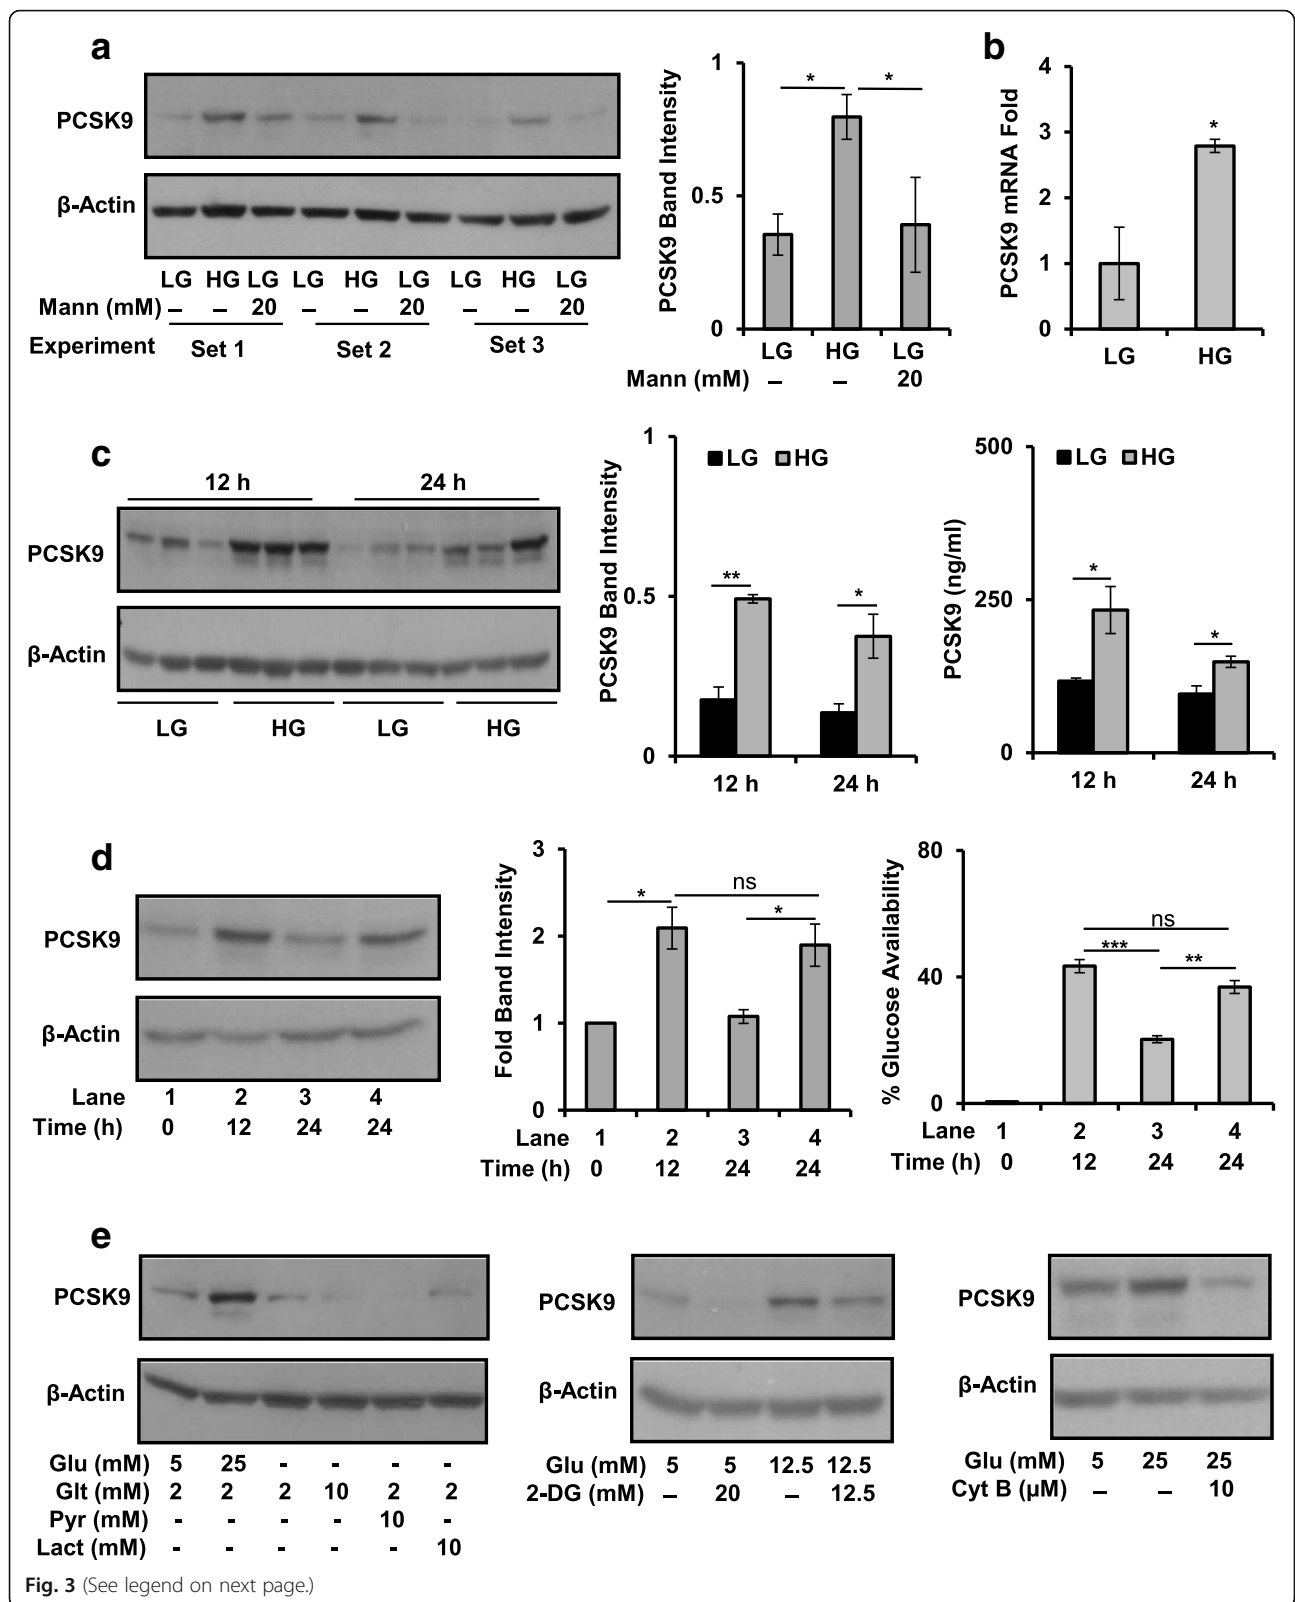 a
PCSK9
β-Actin
LG HG LG LG HG LG LG HG LG
Mann (mM) – – 20 – – 20 – – 20
Experiment Set 1 Set 2 Set 3
PCSK9 Band Intensity
1
0.5
0
* *
LG HG LG
Mann (mM) – – 20
b
PCSK9 mRNA Fold
4
3
2
1
0
*
LG HG
c
12 h 24 h
PCSK9
β-Actin
LG HG LG HG
PCSK9 Band Intensity
1
0.5
0
LG HG
** *
12 h 24 h
PCSK9 (ng/ml)
500
250
0
LG HG
* *
12 h 24 h
d
PCSK9
β-Actin
Lane 1 2 3 4
Time (h) 0 12 24 24
Fold Band Intensity
3
2
1
0
* ns *
Lane 1 2 3 4
Time (h) 0 12 24 24
% Glucose Availability
80
40
0
ns
*** **
Lane 1 2 3 4
Time (h) 0 12 24 24
e
PCSK9
β-Actin
Glu (mM) 5 25 - - - -
Glt (mM) 2 2 2 10 2 2
Pyr (mM) - - - - 10 -
Lact (mM) - - - - - 10
PCSK9
β-Actin
Glu (mM) 5 5 12.5 12.5
2-DG (mM) – 20 – 12.5
PCSK9
β-Actin
Glu (mM) 5 25 25
Cyt B (µM) – – 10
Fig. 3 (See legend on next page.)